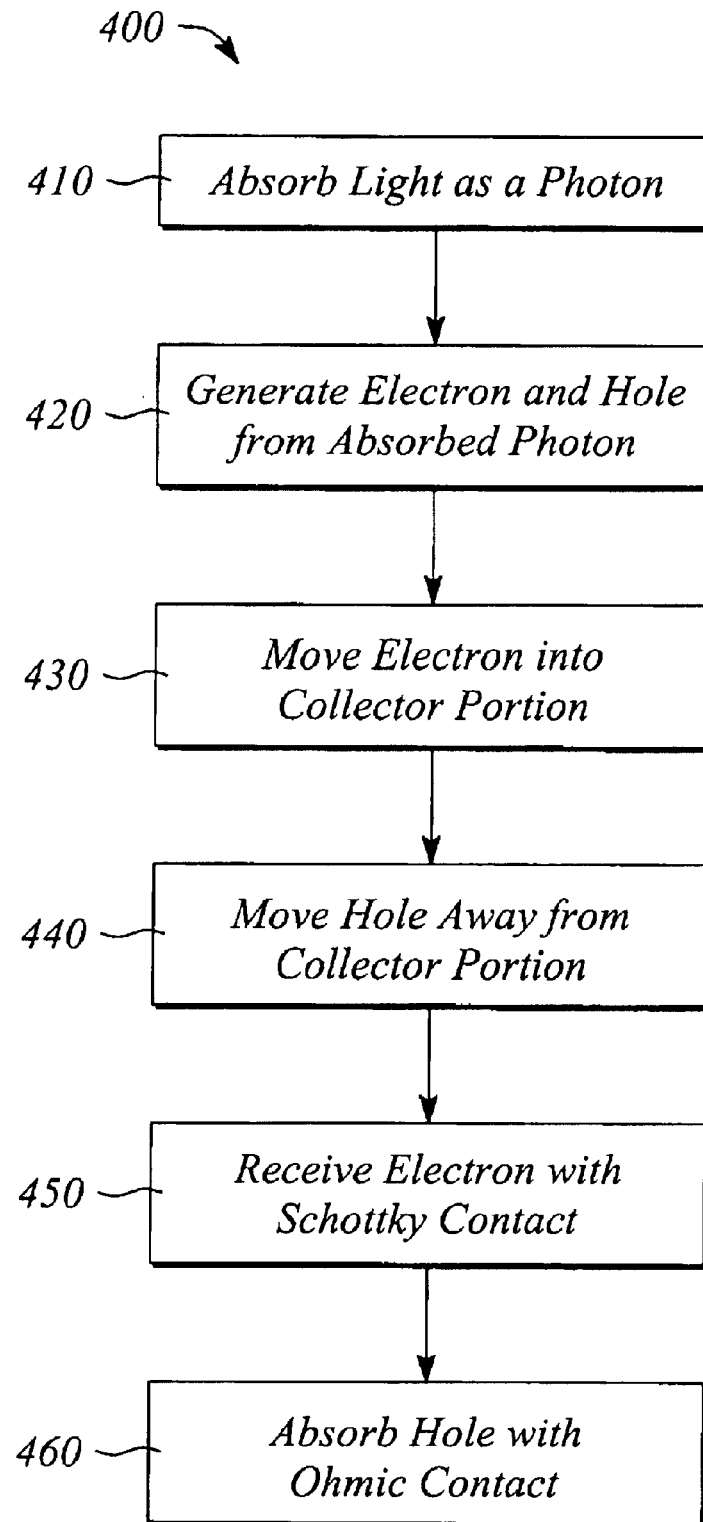 400
410 Absorb Light as a Photon
420 Generate Electron and Hole
from Absorbed Photon
430 Move Electron into
Collector Portion
440 Move Hole Away from
Collector Portion
450 Receive Electron with
Schottky Contact
460 Absorb Hole with
Ohmic Contact